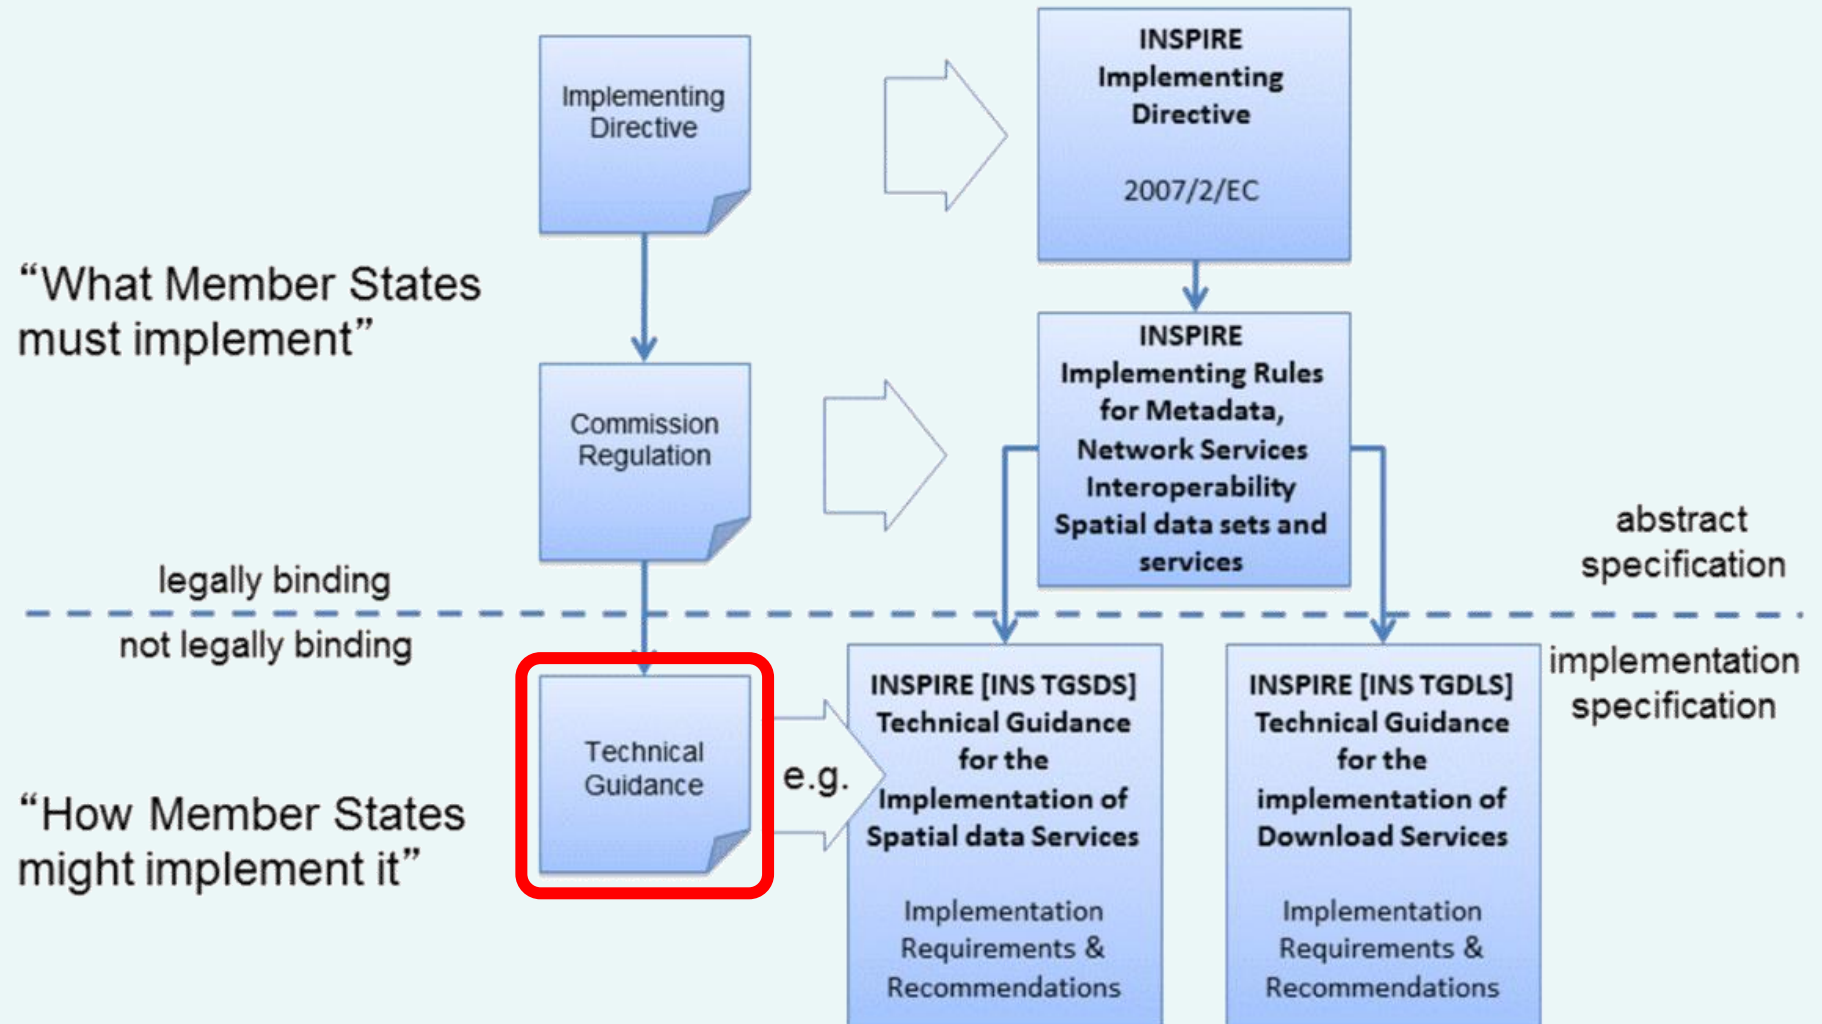 Implementing
Directive
INSPIRE
Implementing
Directive
2007/2/EC
“What Member States
must implement”
Commission
Regulation
INSPIRE
Implementing Rules
for Metadata,
Network Services
Interoperability
Spatial data sets and
services
abstract
specification
legally binding
not legally binding
implementation
specification
“How Member States
might implement it”
Technical
Guidance
e.g.
INSPIRE [INS TGSDS]
Technical Guidance
for the
Implementation of
Spatial data Services
Implementation
Requirements &
Recommendations
INSPIRE [INS TGDLS]
Technical Guidance
for the
implementation of
Download Services
Implementation
Requirements &
Recommendations